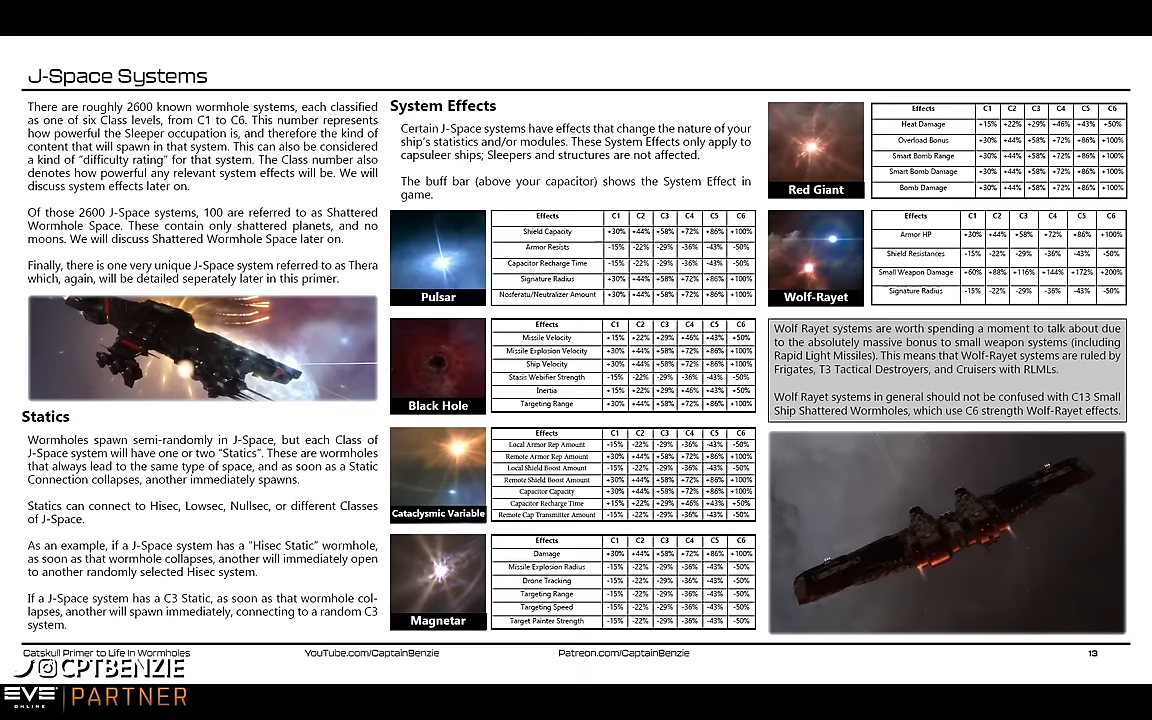 J-Space Systems
There are roughly 2600 known wormhole systems, each classified
as one of six Class levels, from C1 to C6. This number represents
how powerful the Sleeper occupation is, and therefore the kind of
content that will spawn in that system. This can also be considered
a kind of "difficulty rating" for that system. The Class number also
denotes how powerful any relevant system effects will be. We will
discuss system effects later on.
Of those 2600 J-Space systems, 100 are referred to as Shattered
Wormhole Space. These contain only shattered planets, and no
moons. We will discuss Shattered Wormhole Space later on.
Finally, there is one very unique J-Space system referred to as Thera
which, again, will be detailed seperately later in this primer.
Statics
Wormholes spawn semi-randomly in J-Space, but each Class of
J-Space system will have one or two "Statics". These are wormholes
that always lead to the same type of space, and as soon as a Static
Connection collapses, another immediately spawns.
Statics can connect to Hisec, Lowsec, Nullsec, or different Classes
of J-Space.
As an example, if a J-Space system has a "Hisec Static" wormhole,
as soon as that wormhole collapses, another will immediately open
to another randomly selected Hisec system.
If a J-Space system has a C3 Static, as soon as that wormhole col-
lapses, another will spawn immediately, connecting to a random C3
system.
System Effects
Certain J-Space systems have effects that change the nature of your
ship's statistics and/or modules. These System Effects only apply to
capsuleer ships; Sleepers and structures are not affected.
The buff bar (above your capacitor) shows the System Effect in
game.
Pulsar
Effects C1 C2 C3 C4 C5 C6
Shield Capacity +30% +44% +58% +72% +86% +100%
Armor Resists -15% -22% -29% -36% -43% -50%
Capacitor Recharge Time -15% -22% -29% -36% -43% -50%
Signature Radius +30% +44% +58% +72% +86% +100%
Nosferatu/Neutralizer Amount +30% +44% +58% +72% +86% +100%
Black Hole
Effects C1 C2 C3 C4 C5 C6
Missile Velocity +15% +22% +29% +46% +43% +50%
Missile Explosion Velocity +30% +44% +58% +72% +86% +100%
Ship Velocity +30% +44% +58% +72% +86% +100%
Stasis Webifier Strength -15% -22% -29% -36% -43% -50%
Inertia +15% +22% +29% +46% +43% +50%
Targeting Range +30% +44% +58% +72% +86% +100%
Cataclysmic Variable
Effects C1 C2 C3 C4 C5 C6
Local Armor Rep Amount -15% -22% -29% -36% -43% -50%
Remote Armor Rep Amount +30% +44% +58% +72% +86% +100%
Local Shield Boost Amount -15% -22% -29% -36% -43% -50%
Remote Shield Boost Amount +30% +44% +58% +72% +86% +100%
Capacitor Capacity +30% +44% +58% +72% +86% +100%
Capacitor Recharge Time +15% +22% +29% +46% +43% +50%
Remote Cap Transmitter Amount -15% -22% -29% -36% -43% -50%
Magnetar
Effects C1 C2 C3 C4 C5 C6
Damage +30% +44% +58% +72% +86% +100%
Missile Explosion Radius -15% -22% -29% -36% -43% -50%
Drone Tracking -15% -22% -29% -36% -43% -50%
Targeting Range -15% -22% -29% -36% -43% -50%
Targeting Speed -15% -22% -29% -36% -43% -50%
Target Painter Strength -15% -22% -29% -36% -43% -50%
Red Giant
Effects C1 C2 C3 C4 C5 C6
Heat Damage +15% +22% +29% +46% +43% +50%
Overload Bonus +30% +44% +58% +72% +86% +100%
Smart Bomb Range +30% +44% +58% +72% +86% +100%
Smart Bomb Damage +30% +44% +58% +72% +86% +100%
Bomb Damage +30% +44% +58% +72% +86% +100%
Wolf-Rayet
Effects C1 C2 C3 C4 C5 C6
Armor HP +30% +44% +58% +72% +86% +100%
Shield Resistances -15% -22% -29% -36% -43% -50%
Small Weapon Damage +60% +88% +116% +144% +172% +200%
Signature Radius -15% -22% -29% -36% -43% -50%
Wolf Rayet systems are worth spending a moment to talk about due
to the absolutely massive bonus to small weapon systems (including
Rapid Light Missiles). This means that Wolf-Rayet systems are ruled by
Frigates, T3 Tactical Destroyers, and Cruisers with RLMLs.
Wolf Rayet systems in general should not be confused with C13 Small
Ship Shattered Wormholes, which use C6 strength Wolf-Rayet effects.
Catskull Primer to Life In Wormholes
YouTube.com/CaptainBenzie
Patreon.com/CaptainBenzie
13
CPTBENZIE
EVE ONLINE PARTNER